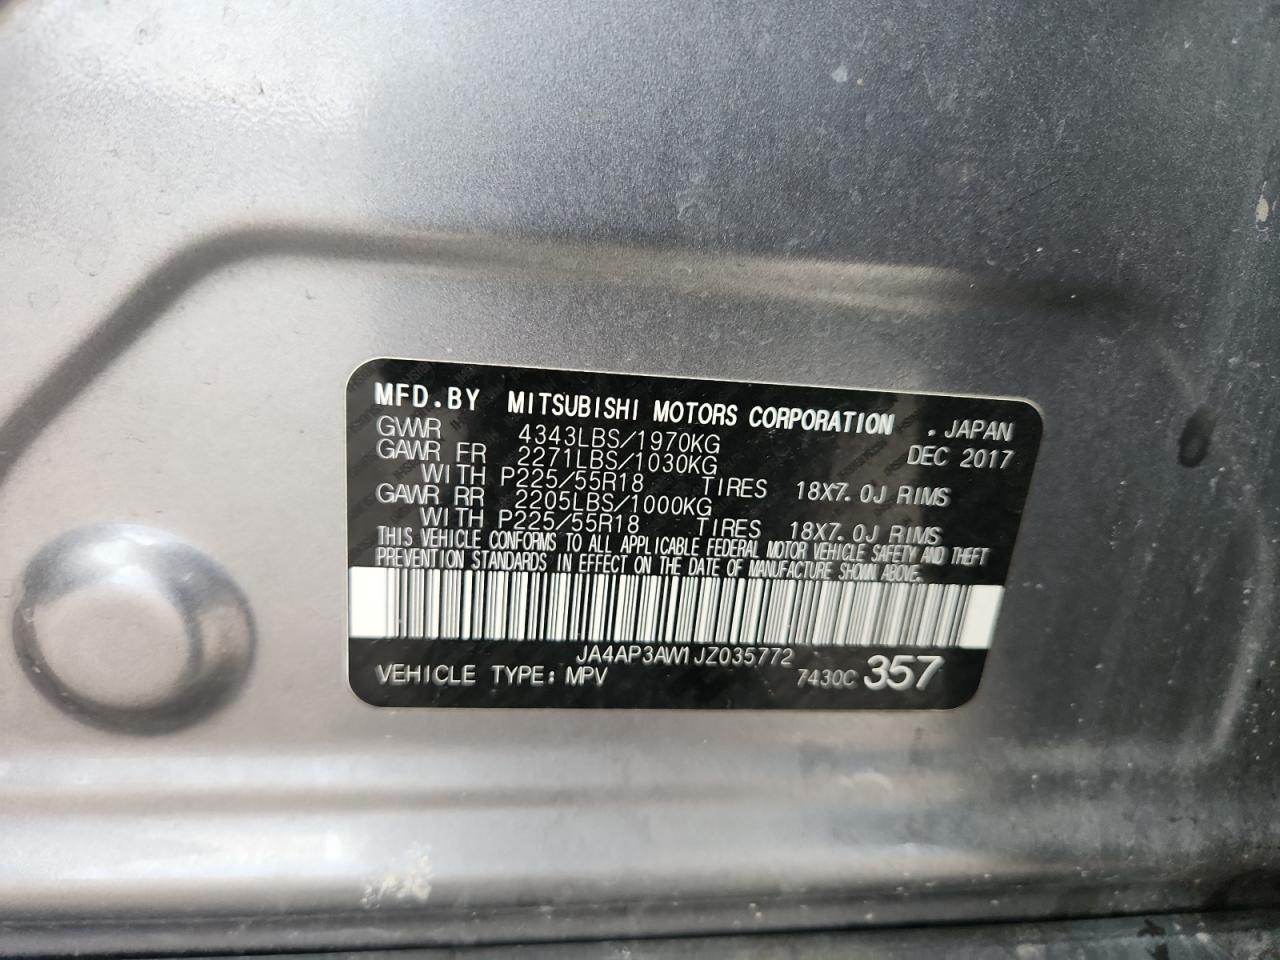 MFD.BY MITSUBISHI MOTORS CORPORATION .JAPAN
GVWR 4343LBS/1970KG DEC 2017
GAWR FR 2271LBS/1030KG
WITH P225/55R18 TIRES 18X7.0J RIMS
GAWR RR 2205LBS/1000KG
WITH P225/55R18 TIRES 18X7.0J RIMS
THIS VEHICLE CONFORMS TO ALL APPLICABLE FEDERAL MOTOR VEHICLE SAFETY AND THEFT
PREVENTION STANDARDS IN EFFECT ON THE DATE OF MANUFACTURE SHOWN ABOVE.
JA4AP3AW1JZ035772
VEHICLE TYPE: MPV 7430C 357